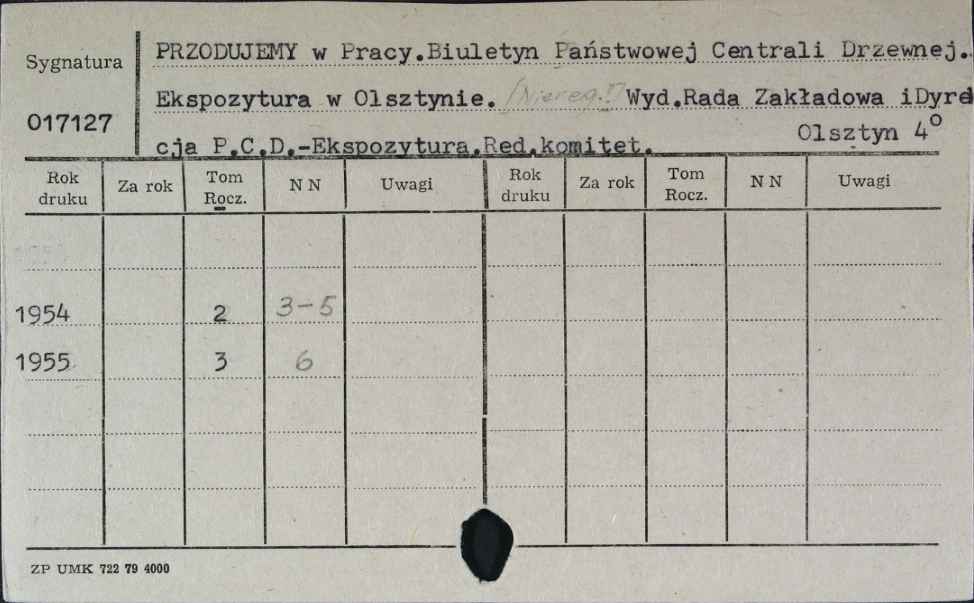 Sygnatura
017127
PRZODUJEMY w Pracy.Biuletyn Państwowej Centrali Drzewnej.
Ekspozytura w Olsztynie. /Niereg./ Wyd.Rada Zakładowa iDyre
cja P.C.D.-Ekspozytura.Red.komitet. Olsztyn 4°
Rok druku Za rok Tom Rocz. N N Uwagi Rok druku Za rok Tom Rocz. N N Uwagi
1954 2 3-5
1955 3 6
ZP UMK 722 79 4000